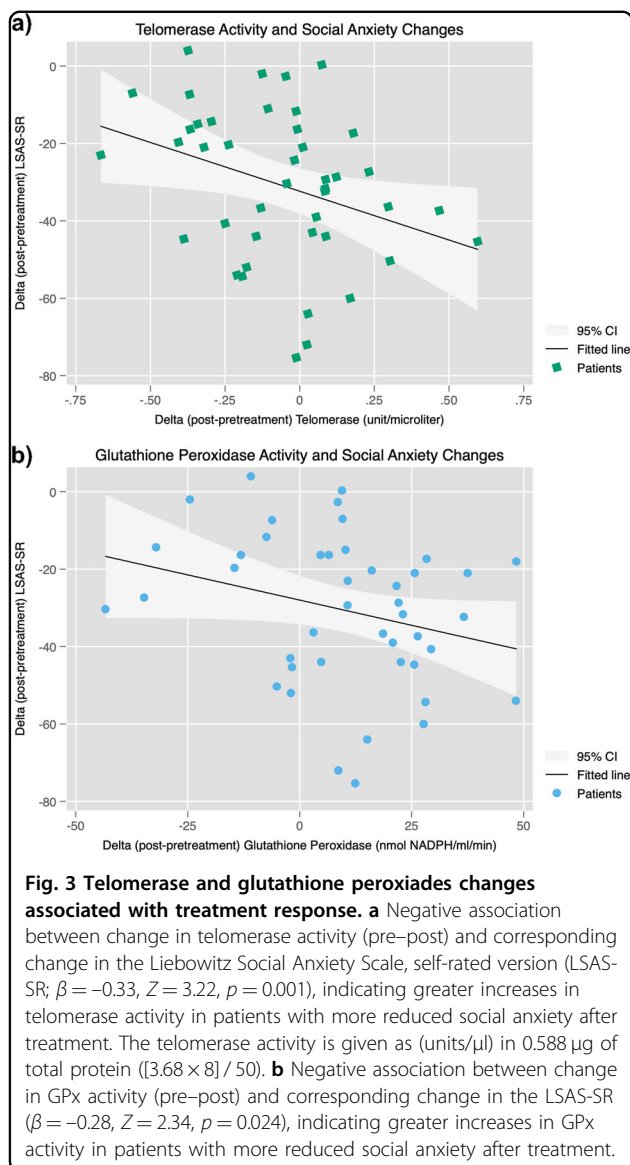 a)
Telomerase Activity and Social Anxiety Changes
Delta (post-pretreatment) LSAS-SR
0
-20
-40
-60
-80
-.75
-.50
-.25
0
.25
.50
.75
Delta (post-pretreatment) Telomerase (unit/microliter)
95% CI
Fitted line
Patients
b)
Glutathione Peroxidase Activity and Social Anxiety Changes
Delta (post-pretreatment) LSAS-SR
0
-20
-40
-60
-80
-50
-25
0
25
50
Delta (post-pretreatment) Glutathione Peroxidase (nmol NADPH/ml/min)
95% CI
Fitted line
Patients
Fig. 3 Telomerase and glutathione peroxiades changes
associated with treatment response. a Negative association
between change in telomerase activity (pre–post) and corresponding
change in the Liebowitz Social Anxiety Scale, self-rated version (LSAS-
SR; β = –0.33, Z = 3.22, p = 0.001), indicating greater increases in
telomerase activity in patients with more reduced social anxiety after
treatment. The telomerase activity is given as (units/µl) in 0.588 µg of
total protein ([3.68 × 8] / 50). b Negative association between change
in GPx activity (pre–post) and corresponding change in the LSAS-SR
(β = –0.28, Z = 2.34, p = 0.024), indicating greater increases in GPx
activity in patients with more reduced social anxiety after treatment.